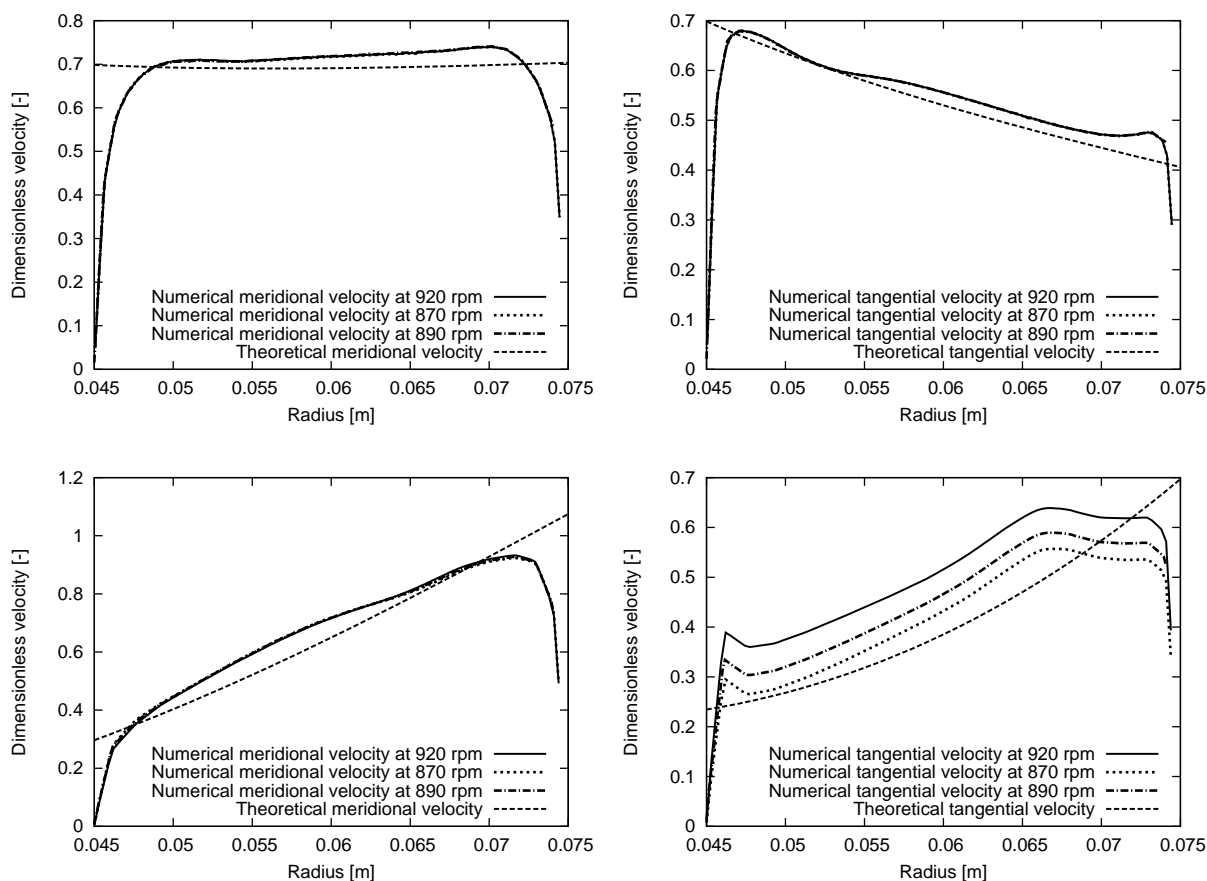 Dimensionless velocity [-]
0.8
0.7
0.6
0.5
0.4
0.3
0.2
0.1
0
Numerical meridional velocity at 920 rpm
Numerical meridional velocity at 870 rpm
Numerical meridional velocity at 890 rpm
Theoretical meridional velocity
0.045 0.05 0.055 0.06 0.065 0.07 0.075
Radius [m]
Dimensionless velocity [-]
0.7
0.6
0.5
0.4
0.3
0.2
0.1
0
Numerical tangential velocity at 920 rpm
Numerical tangential velocity at 870 rpm
Numerical tangential velocity at 890 rpm
Theoretical tangential velocity
0.045 0.05 0.055 0.06 0.065 0.07 0.075
Radius [m]
Dimensionless velocity [-]
1.2
1
0.8
0.6
0.4
0.2
0
Numerical meridional velocity at 920 rpm
Numerical meridional velocity at 870 rpm
Numerical meridional velocity at 890 rpm
Theoretical meridional velocity
0.045 0.05 0.055 0.06 0.065 0.07 0.075
Radius [m]
Dimensionless velocity [-]
0.7
0.6
0.5
0.4
0.3
0.2
0.1
0
Numerical tangential velocity at 920 rpm
Numerical tangential velocity at 870 rpm
Numerical tangential velocity at 890 rpm
Theoretical tangential velocity
0.045 0.05 0.055 0.06 0.065 0.07 0.075
Radius [m]